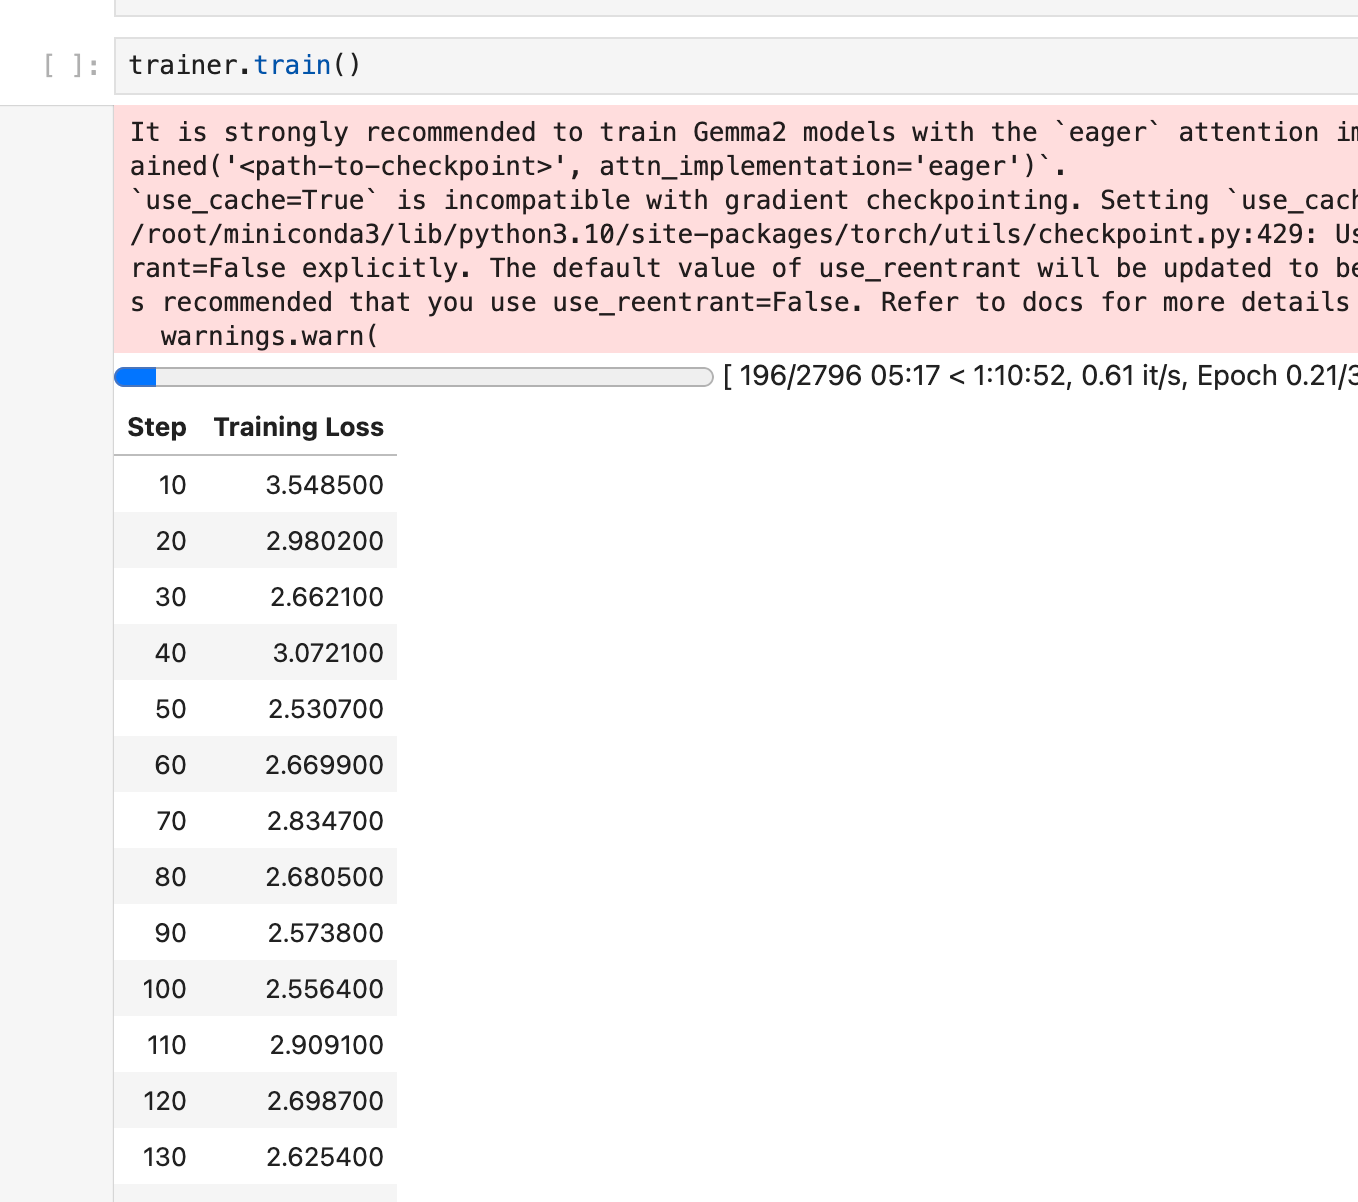 [ ]: trainer.train()
It is strongly recommended to train Gemma2 models with the `eager` attention
ained('<path-to-checkpoint>', attn_implementation='eager')`.
`use_cache=True` is incompatible with gradient checkpointing. Setting `use_cach
/root/miniconda3/lib/python3.10/site-packages/torch/utils/checkpoint.py:429: Us
rant=False explicitly. The default value of use_reentrant will be updated to be
s recommended that you use use_reentrant=False. Refer to docs for more details
warnings.warn(
[ 196/2796 05:17 < 1:10:52, 0.61 it/s, Epoch 0.21/3
Step Training Loss
10 3.548500
20 2.980200
30 2.662100
40 3.072100
50 2.530700
60 2.669900
70 2.834700
80 2.680500
90 2.573800
100 2.556400
110 2.909100
120 2.698700
130 2.625400